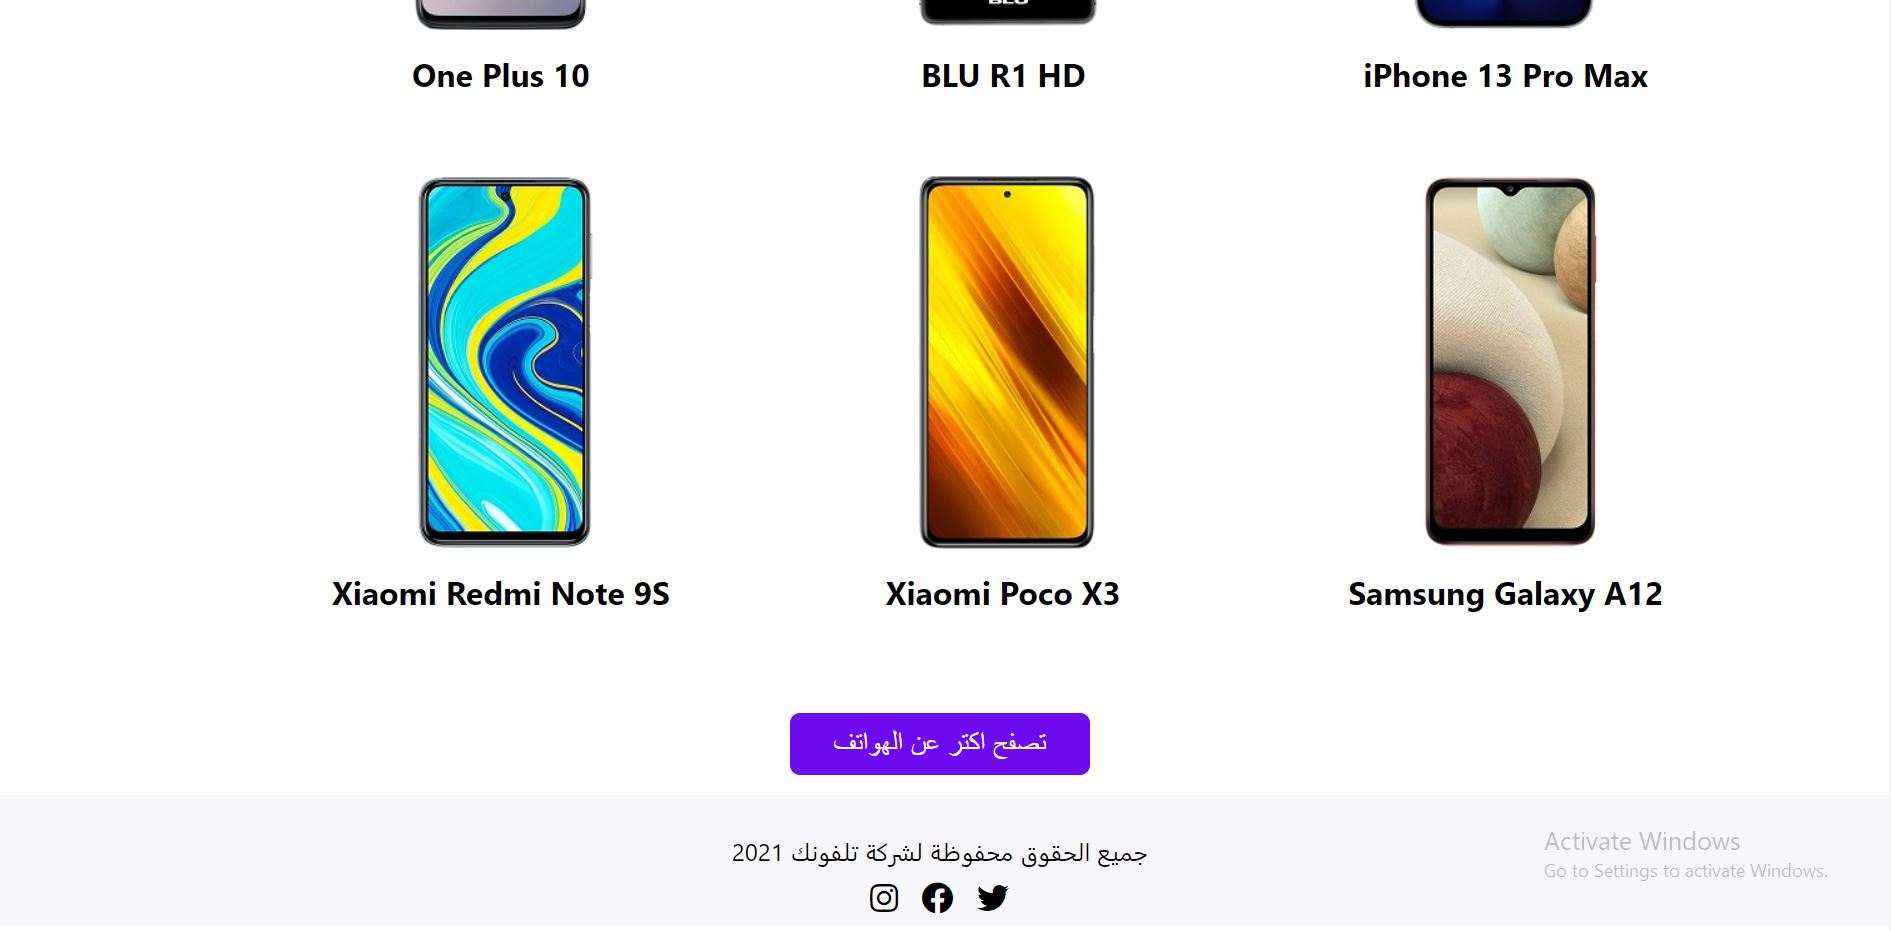 BLU
One Plus 10
BLU R1 HD
iPhone 13 Pro Max
Xiaomi Redmi Note 9S
Xiaomi Poco X3
Samsung Galaxy A12
تصفح اكتر عن الهواتف
جميع الحقوق محفوظة لشركة تلفونك 2021
Activate Windows
Go to Settings to activate Windows.